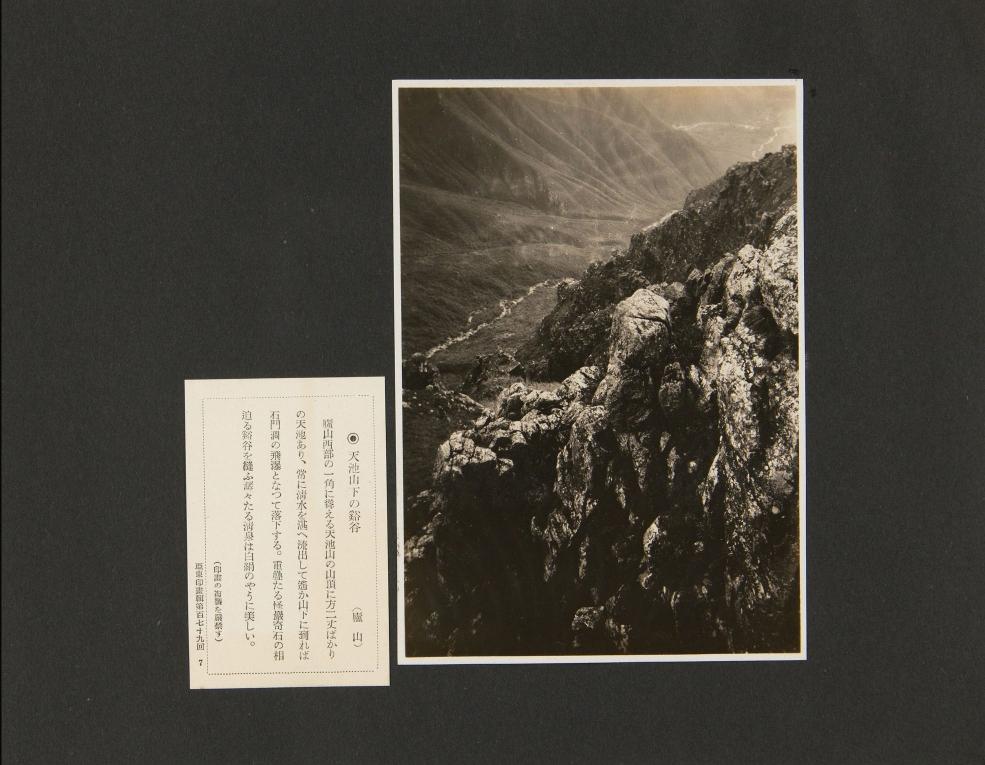 ◉ 天池山下の谿谷　（廬山）
廬山西部の一角に聳える天池山の山頂に方二丈ばかり
の天池あり、常に淸水を湛へ流出して遙か山下に到れば
石門澗の飛瀑となつて落下する。重疊たる怪巖奇石の相
迫る谿谷を縫ふ潺々たる淸泉は白絹のやうに美しい。
（印畫の複製を嚴禁す）
亞東印畫輯第百七十九回　7